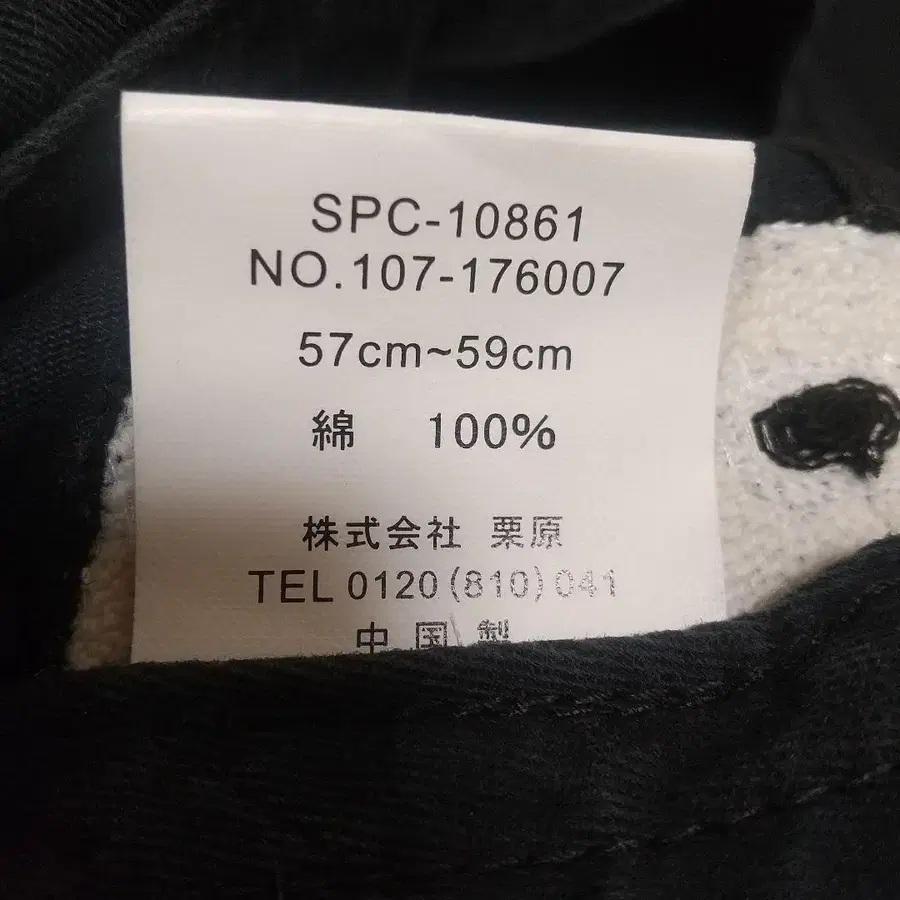 SPC-10861
NO.107-176007
57cm~59cm
綿 100%
株式会社 栗原
TEL 0120(810)041
中国製